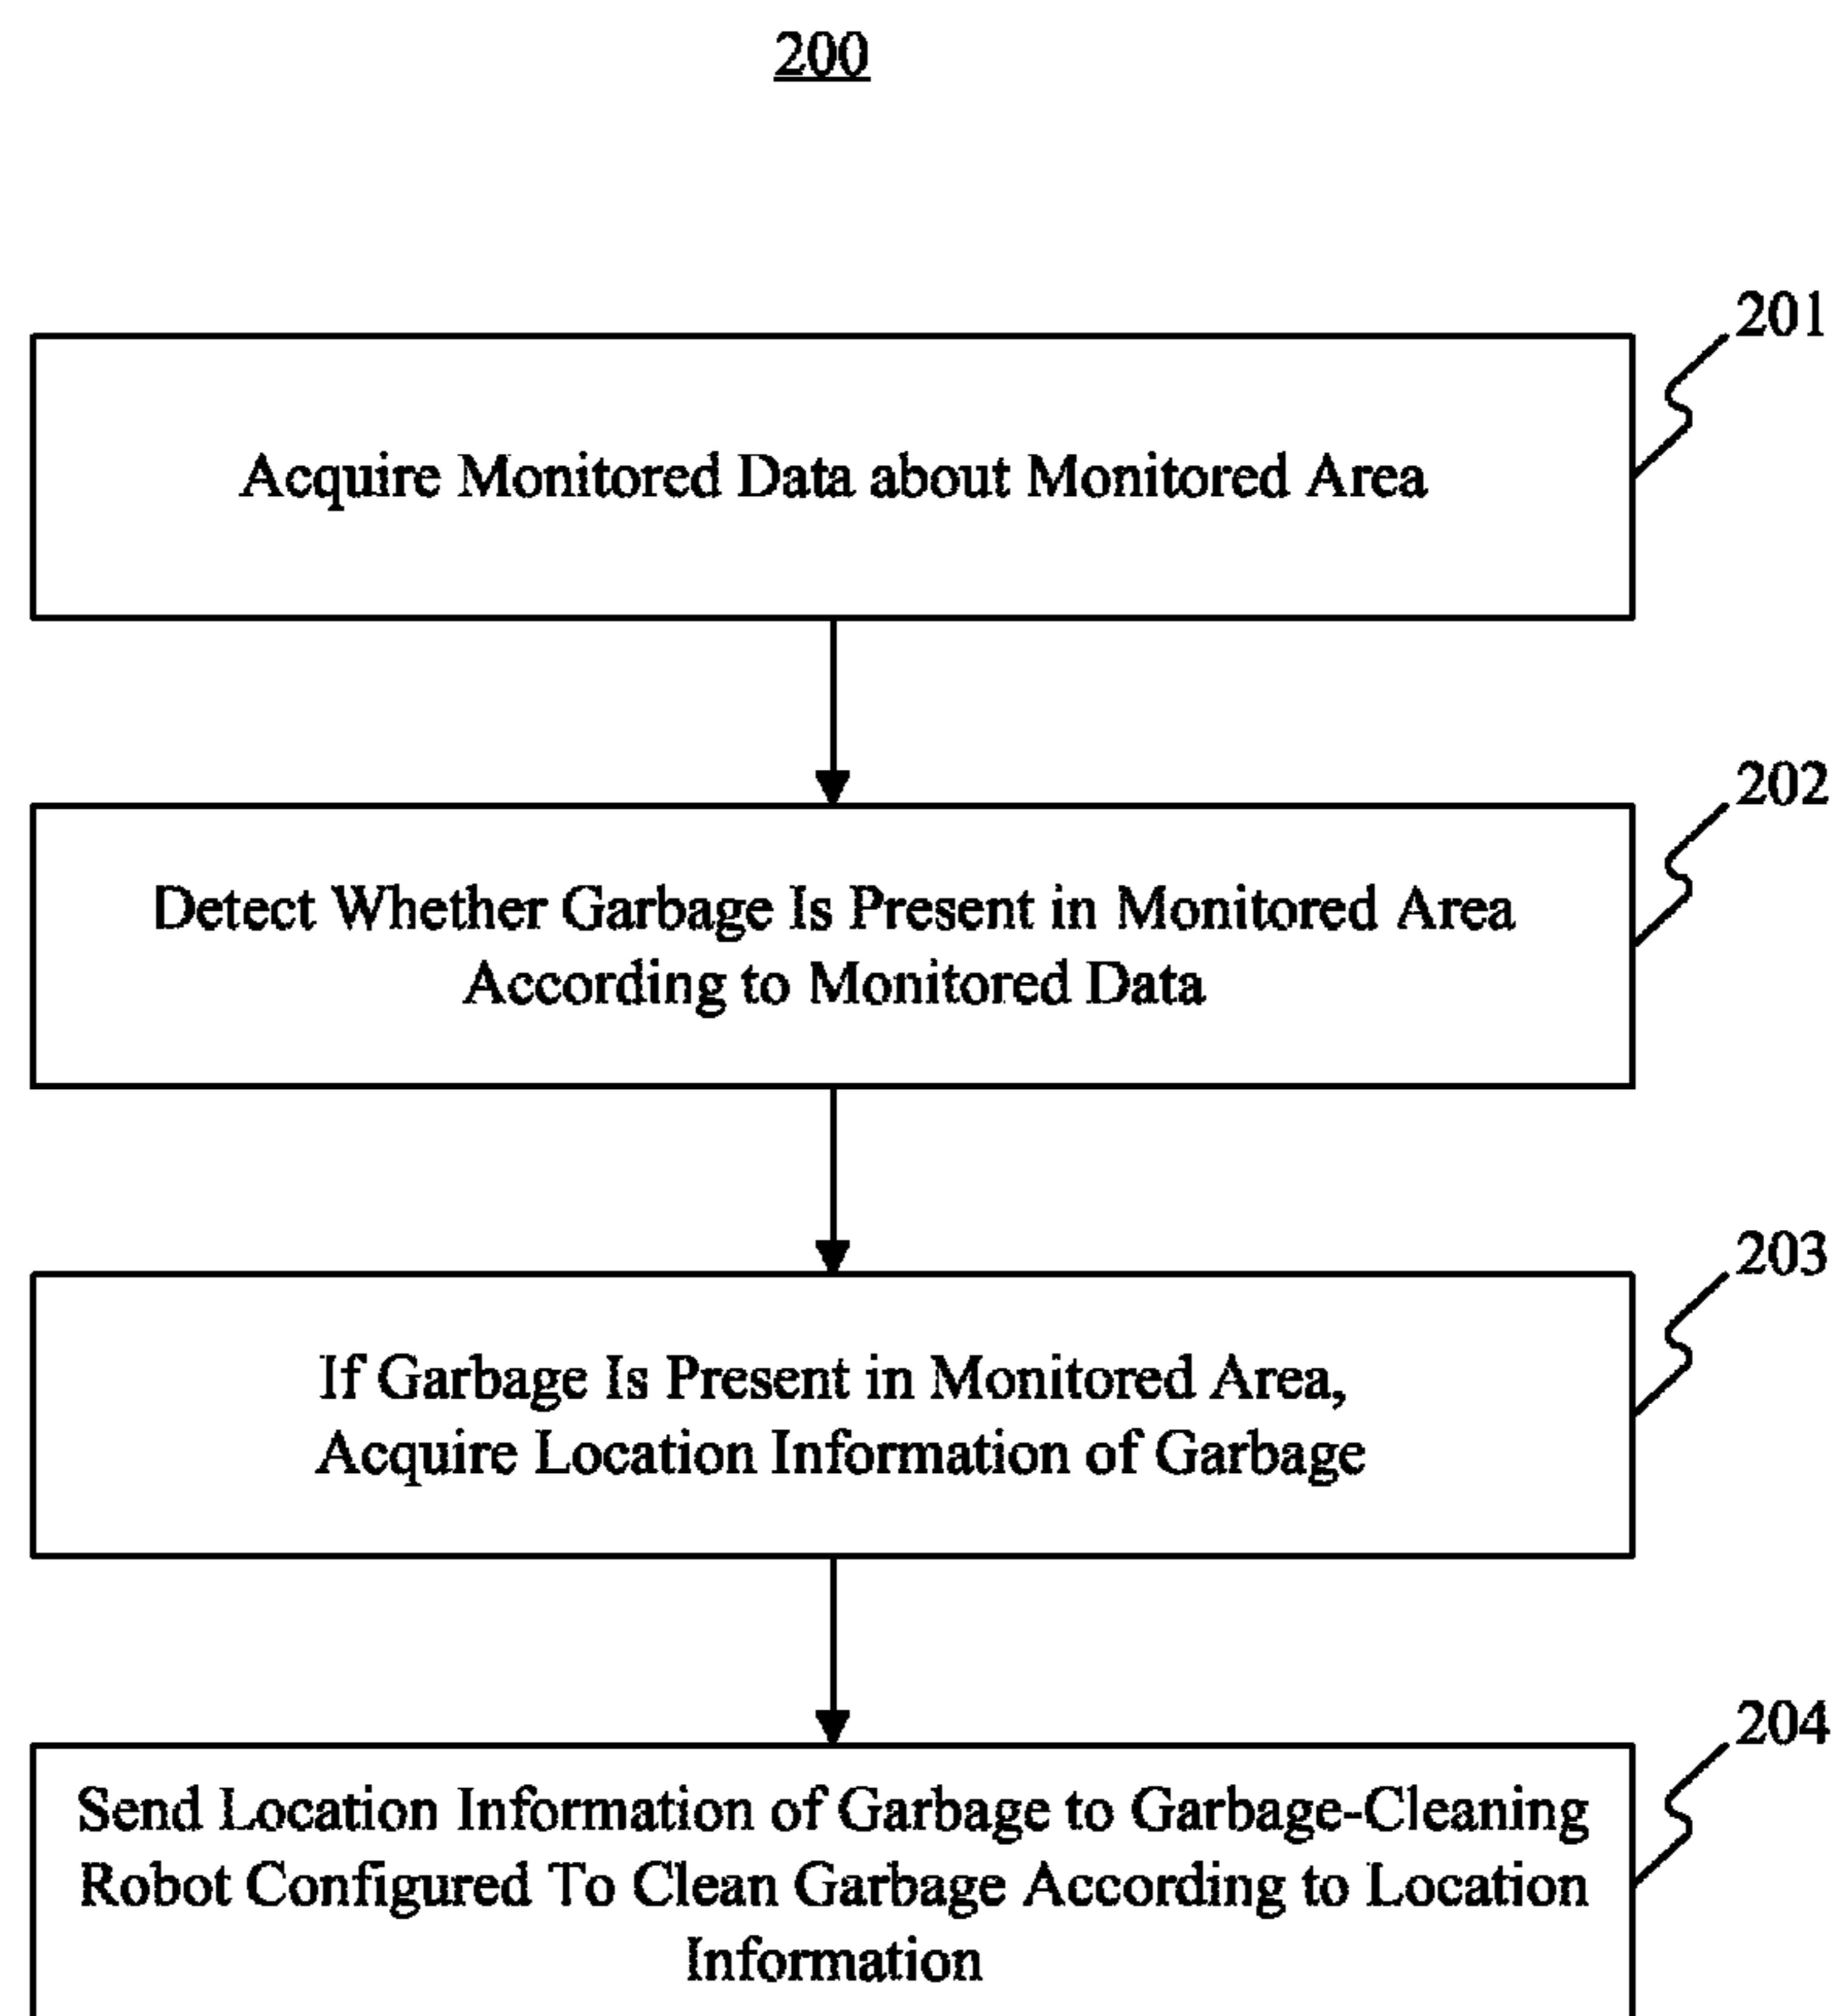 200
201
Acquire Monitored Data about Monitored Area
202
Detect Whether Garbage Is Present in Monitored Area
According to Monitored Data
203
If Garbage Is Present in Monitored Area,
Acquire Location Information of Garbage
204
Send Location Information of Garbage to Garbage-Cleaning
Robot Configured To Clean Garbage According to Location
Information